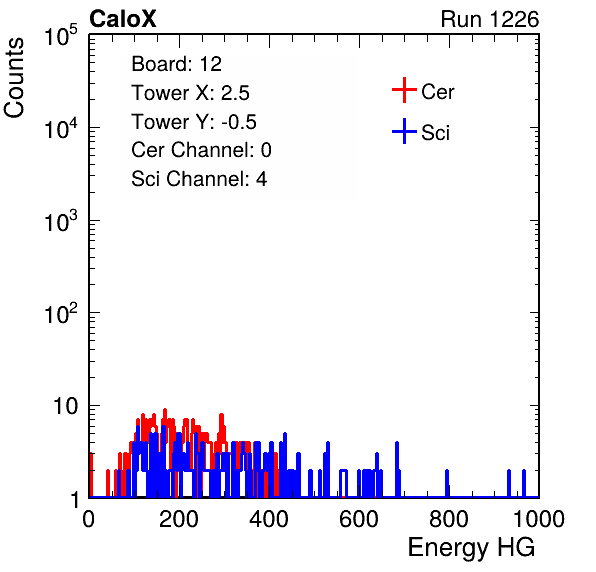 CaloX Run 1226
Board: 12
Tower X: 2.5
Tower Y: -0.5
Cer Channel: 0
Sci Channel: 4
Cer
Sci
Counts
10^5
10^4
10^3
10^2
10
1
0 200 400 600 800 1000
Energy HG